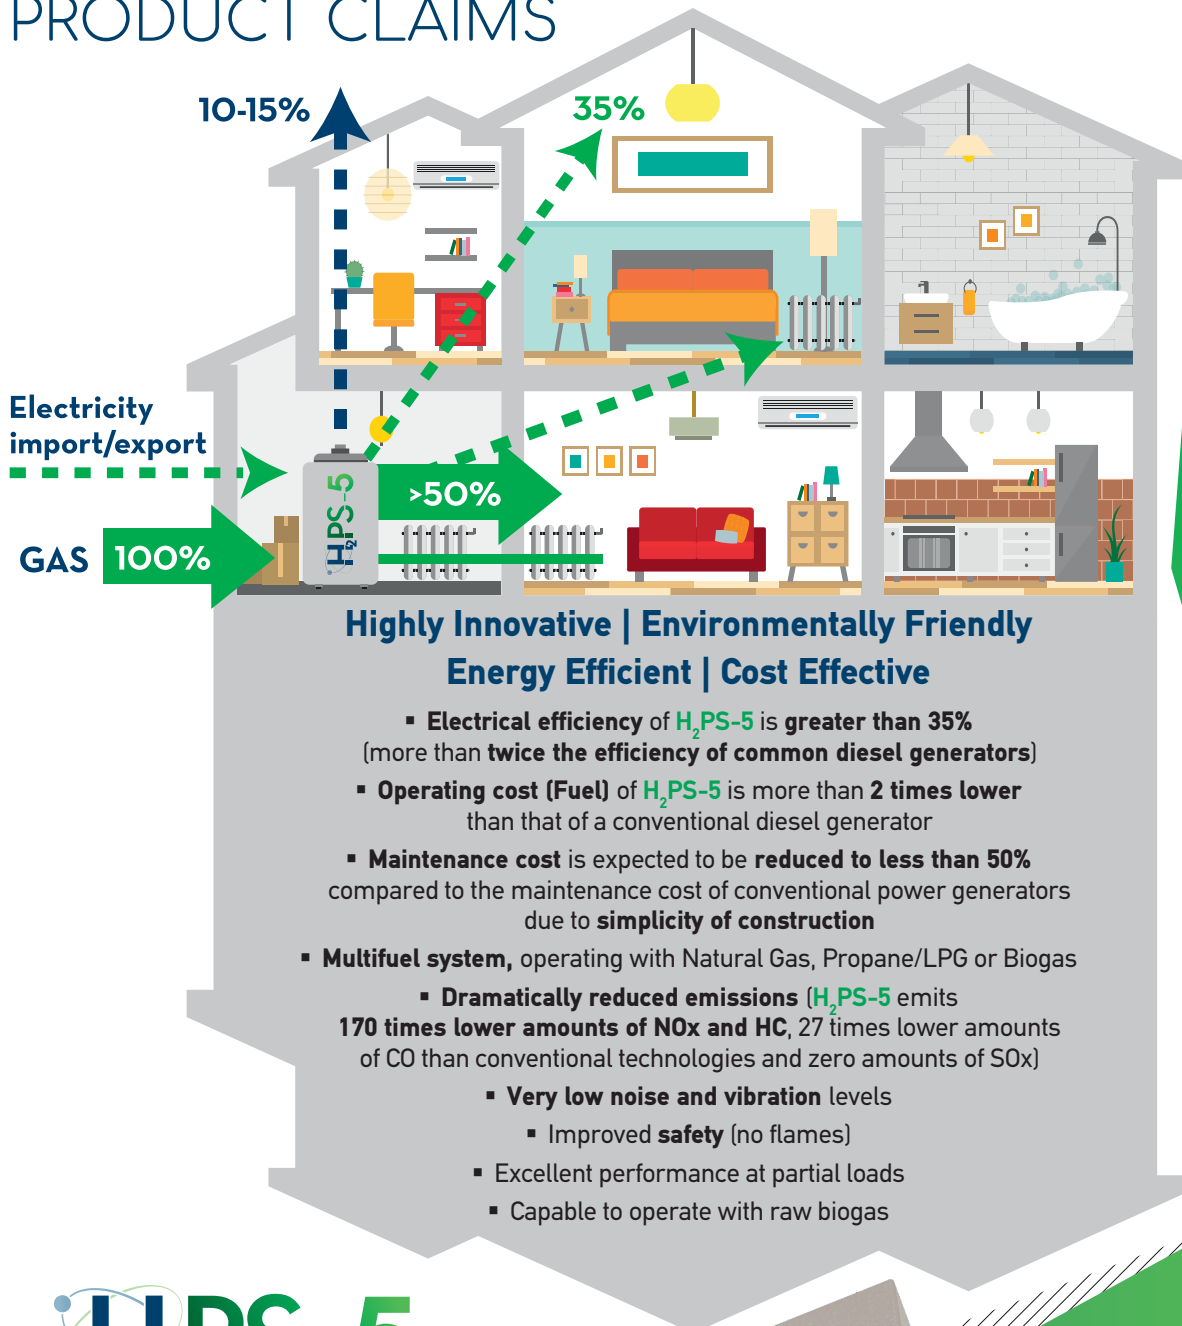 PRODUCT CLAIMS
10-15%
35%
Electricity
import/export
>50%
GAS
100%
H₂PS-5
Highly Innovative | Environmentally Friendly
Energy Efficient | Cost Effective
▪ Electrical efficiency of H₂PS-5 is greater than 35%
(more than twice the efficiency of common diesel generators)
▪ Operating cost (Fuel) of H₂PS-5 is more than 2 times lower
than that of a conventional diesel generator
▪ Maintenance cost is expected to be reduced to less than 50%
compared to the maintenance cost of conventional power generators
due to simplicity of construction
▪ Multifuel system, operating with Natural Gas, Propane/LPG or Biogas
▪ Dramatically reduced emissions (H₂PS-5 emits
170 times lower amounts of NOx and HC, 27 times lower amounts
of CO than conventional technologies and zero amounts of SOx)
▪ Very low noise and vibration levels
▪ Improved safety (no flames)
▪ Excellent performance at partial loads
▪ Capable to operate with raw biogas